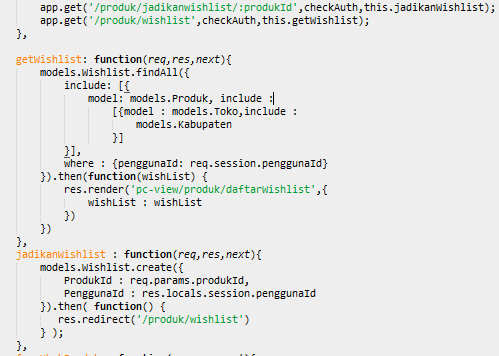 app.get('/produk/jadikanwishlist/:produkId',checkAuth,this.jadikanWishlist);
app.get('/produk/wishlist',checkAuth,this.getWishlist);
},
getWishlist: function(req,res,next){
models.Wishlist.findAll({
include: [{
model: models.Produk, include :
[{model : models.Toko,include :
models.Kabupaten
}]
}],
where : {penggunaId: req.session.penggunaId}
}).then(function(wishList) {
res.render('pc-view/produk/daftarWishlist',{
wishList : wishList
})
})
},
jadikanWishlist : function(req,res,next){
models.Wishlist.create({
ProdukId : req.params.produkId,
PenggunaId : res.locals.session.penggunaId
}).then( function() {
res.redirect('/produk/wishlist')
} );
},